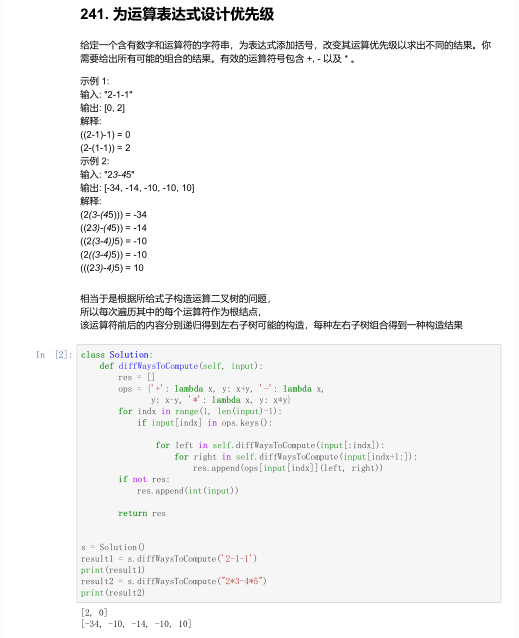 241. 为运算表达式设计优先级
给定一个含有数字和运算符的字符串，为表达式添加括号，改变其运算优先级以求出不同的结果。你
需要给出所有可能的组合的结果。有效的运算符号包含 +, - 以及 * 。
示例 1:
输入: "2-1-1"
输出: [0, 2]
解释:
((2-1)-1) = 0
(2-(1-1)) = 2
示例 2:
输入: "23-45"
输出: [-34, -14, -10, -10, 10]
解释:
(2(3-(45))) = -34
((23)-(45)) = -14
((2(3-4))5) = -10
(2((3-4)5)) = -10
(((23)-4)5) = 10
相当于是根据所给式子构造运算二叉树的问题，
所以每次遍历其中的每个运算符作为根结点，
该运算符前后的内容分别递归得到左右子树可能的构造，每种左右子树组合得到一种构造结果
In [2]: class Solution:
def diffWaysToCompute(self, input):
res = []
ops = {'+': lambda x, y: x+y, '-': lambda x,
y: x-y, '*': lambda x, y: x*y}
for indx in range(1, len(input)-1):
if input[indx] in ops.keys():
for left in self.diffWaysToCompute(input[:indx]):
for right in self.diffWaysToCompute(input[indx+1:]):
res.append(ops[input[indx]](left, right))
if not res:
res.append(int(input))
return res
s = Solution()
result1 = s.diffWaysToCompute('2-1-1')
print(result1)
result2 = s.diffWaysToCompute("2*3-4*5")
print(result2)
[2, 0]
[-34, -10, -14, -10, 10]